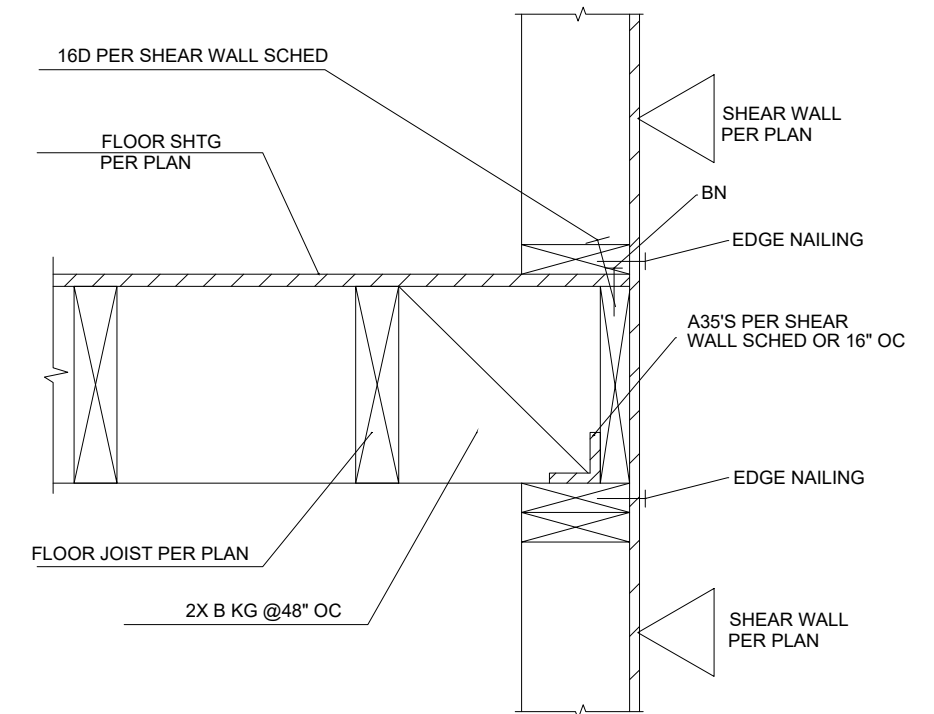 16D PER SHEAR WALL SCHED
SHEAR WALL
PER PLAN
FLOOR SHTG
PER PLAN
BN
EDGE NAILING
A35'S PER SHEAR
WALL SCHED OR 16" OC
EDGE NAILING
FLOOR JOIST PER PLAN
2X B KG @48" OC
SHEAR WALL
PER PLAN